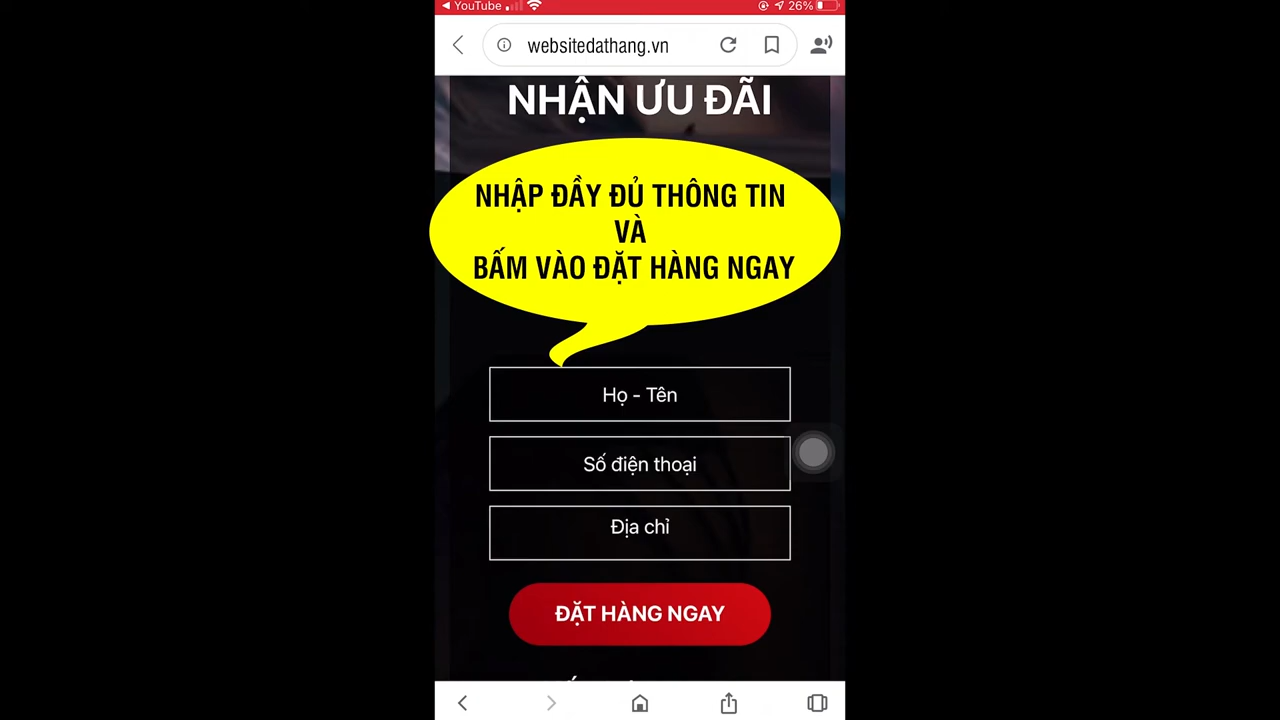 YouTube
26%
websitedathang.vn
NHẬN ƯU ĐÃI
NHẬP ĐẦY ĐỦ THÔNG TIN
VÀ
BẤM VÀO ĐẶT HÀNG NGAY
Họ - Tên
Số điện thoại
Địa chỉ
ĐẶT HÀNG NGAY